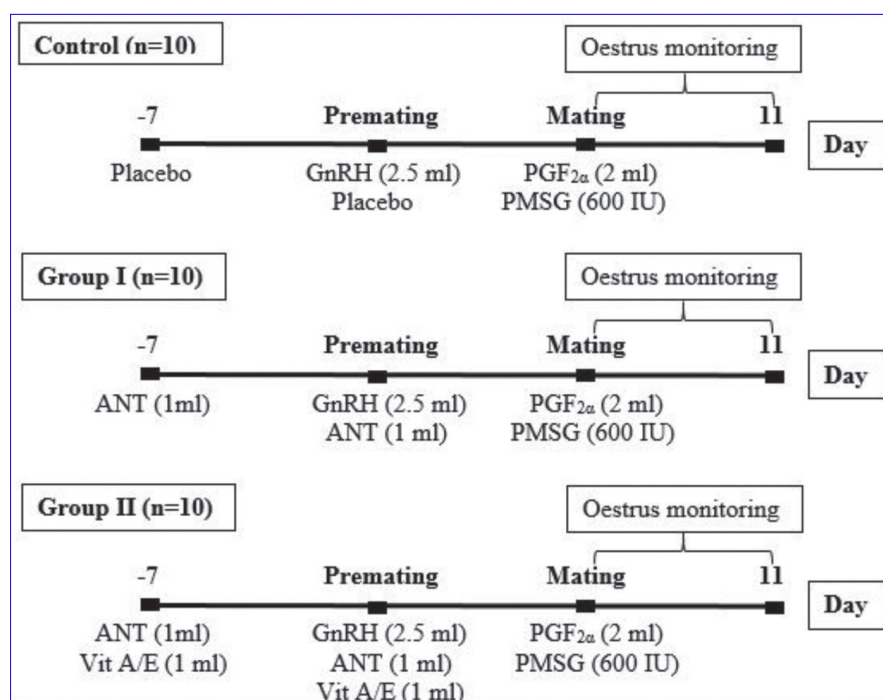 Control (n=10)
Oestrus monitoring
-7 Premating Mating 11
Day
Placebo GnRH (2.5 ml) PGF2α (2 ml)
Placebo PMSG (600 IU)
Group I (n=10)
Oestrus monitoring
-7 Premating Mating 11
Day
ANT (1ml) GnRH (2.5 ml) PGF2α (2 ml)
ANT (1 ml) PMSG (600 IU)
Group II (n=10)
Oestrus monitoring
-7 Premating Mating 11
Day
ANT (1ml) GnRH (2.5 ml) PGF2α (2 ml)
Vit A/E (1 ml) ANT (1 ml) PMSG (600 IU)
Vit A/E (1 ml)